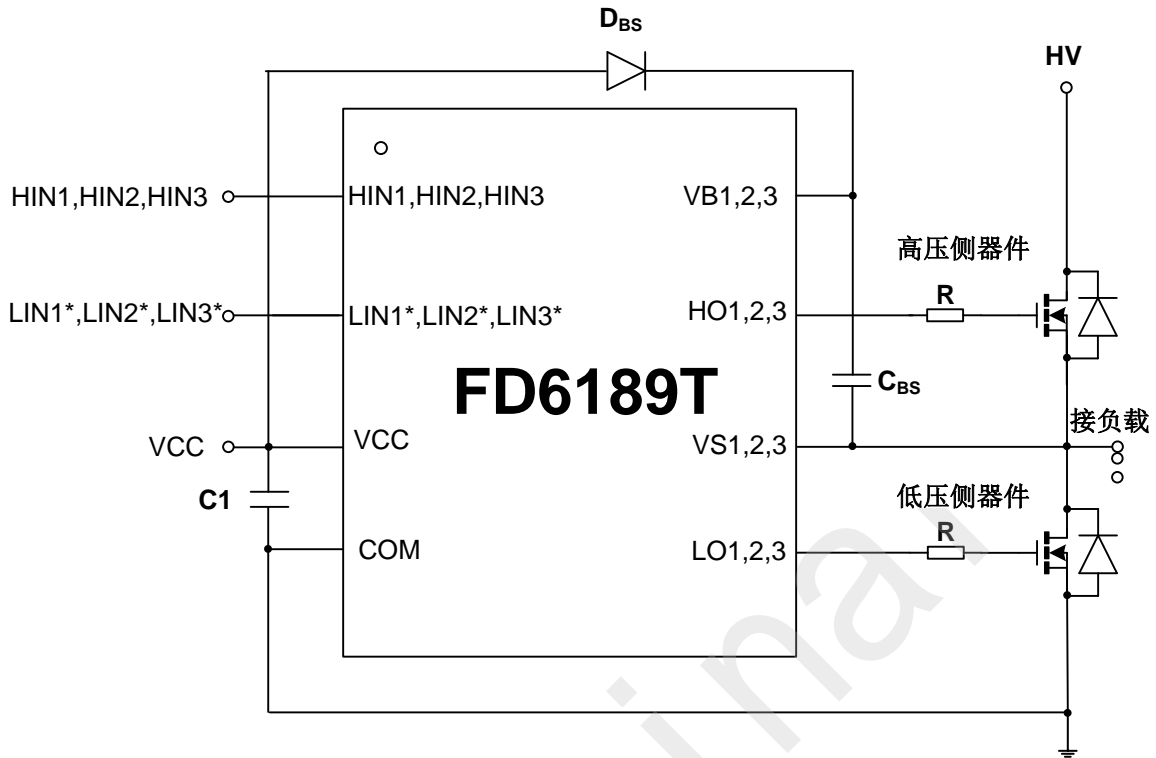 DBS
HV
HIN1,HIN2,HIN3
HIN1,HIN2,HIN3
VB1,2,3
高压侧器件
R
LIN1*,LIN2*,LIN3*
LIN1*,LIN2*,LIN3*
HO1,2,3
FD6189T
CBS
接负载
VCC
VCC
VS1,2,3
C1
低压侧器件
R
COM
LO1,2,3